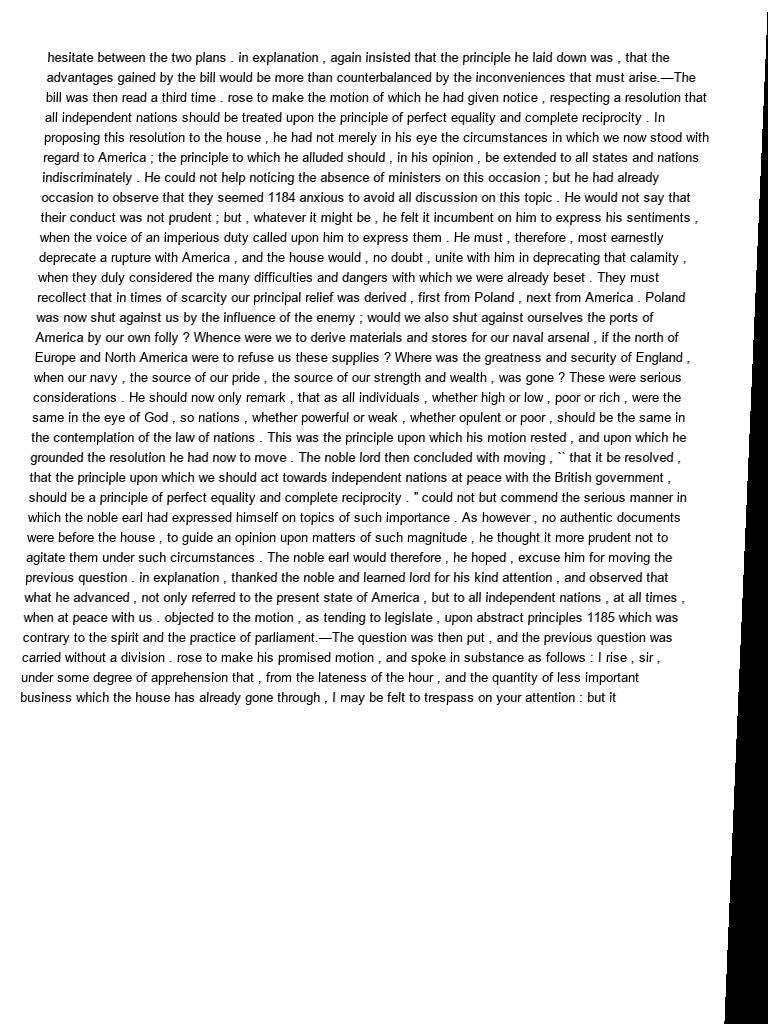 hesitate between the two plans . in explanation , again insisted that the principle he laid down was , that the
advantages gained by the bill would be more than counterbalanced by the inconveniences that must arise.—The
bill was then read a third time . rose to make the motion of which he had given notice , respecting a resolution that
all independent nations should be treated upon the principle of perfect equality and complete reciprocity . In
proposing this resolution to the house , he had not merely in his eye the circumstances in which we now stood with
regard to America ; the principle to which he alluded should , in his opinion , be extended to all states and nations
indiscriminately . He could not help noticing the absence of ministers on this occasion ; but he had already
occasion to observe that they seemed 1184 anxious to avoid all discussion on this topic . He would not say that
their conduct was not prudent ; but , whatever it might be , he felt it incumbent on him to express his sentiments ,
when the voice of an imperious duty called upon him to express them . He must , therefore , most earnestly
deprecate a rupture with America , and the house would , no doubt , unite with him in deprecating that calamity ,
when they duly considered the many difficulties and dangers with which we were already beset . They must
recollect that in times of scarcity our principal relief was derived , first from Poland , next from America . Poland
was now shut against us by the influence of the enemy ; would we also shut against ourselves the ports of
America by our own folly ? Whence were we to derive materials and stores for our naval arsenal , if the north of
Europe and North America were to refuse us these supplies ? Where was the greatness and security of England ,
when our navy , the source of our pride , the source of our strength and wealth , was gone ? These were serious
considerations . He should now only remark , that as all individuals , whether high or low , poor or rich , were the
same in the eye of God , so nations , whether powerful or weak , whether opulent or poor , should be the same in
the contemplation of the law of nations . This was the principle upon which his motion rested , and upon which he
grounded the resolution he had now to move . The noble lord then concluded with moving , `` that it be resolved ,
that the principle upon which we should act towards independent nations at peace with the British government ,
should be a principle of perfect equality and complete reciprocity . " could not but commend the serious manner in
which the noble earl had expressed himself on topics of such importance . As however , no authentic documents
were before the house , to guide an opinion upon matters of such magnitude , he thought it more prudent not to
agitate them under such circumstances . The noble earl would therefore , he hoped , excuse him for moving the
previous question . in explanation , thanked the noble and learned lord for his kind attention , and observed that
what he advanced , not only referred to the present state of America , but to all independent nations , at all times ,
when at peace with us . objected to the motion , as tending to legislate , upon abstract principles 1185 which was
contrary to the spirit and the practice of parliament.—The question was then put , and the previous question was
carried without a division . rose to make his promised motion , and spoke in substance as follows : I rise , sir ,
under some degree of apprehension that , from the lateness of the hour , and the quantity of less important
business which the house has already gone through , I may be felt to trespass on your attention : but it